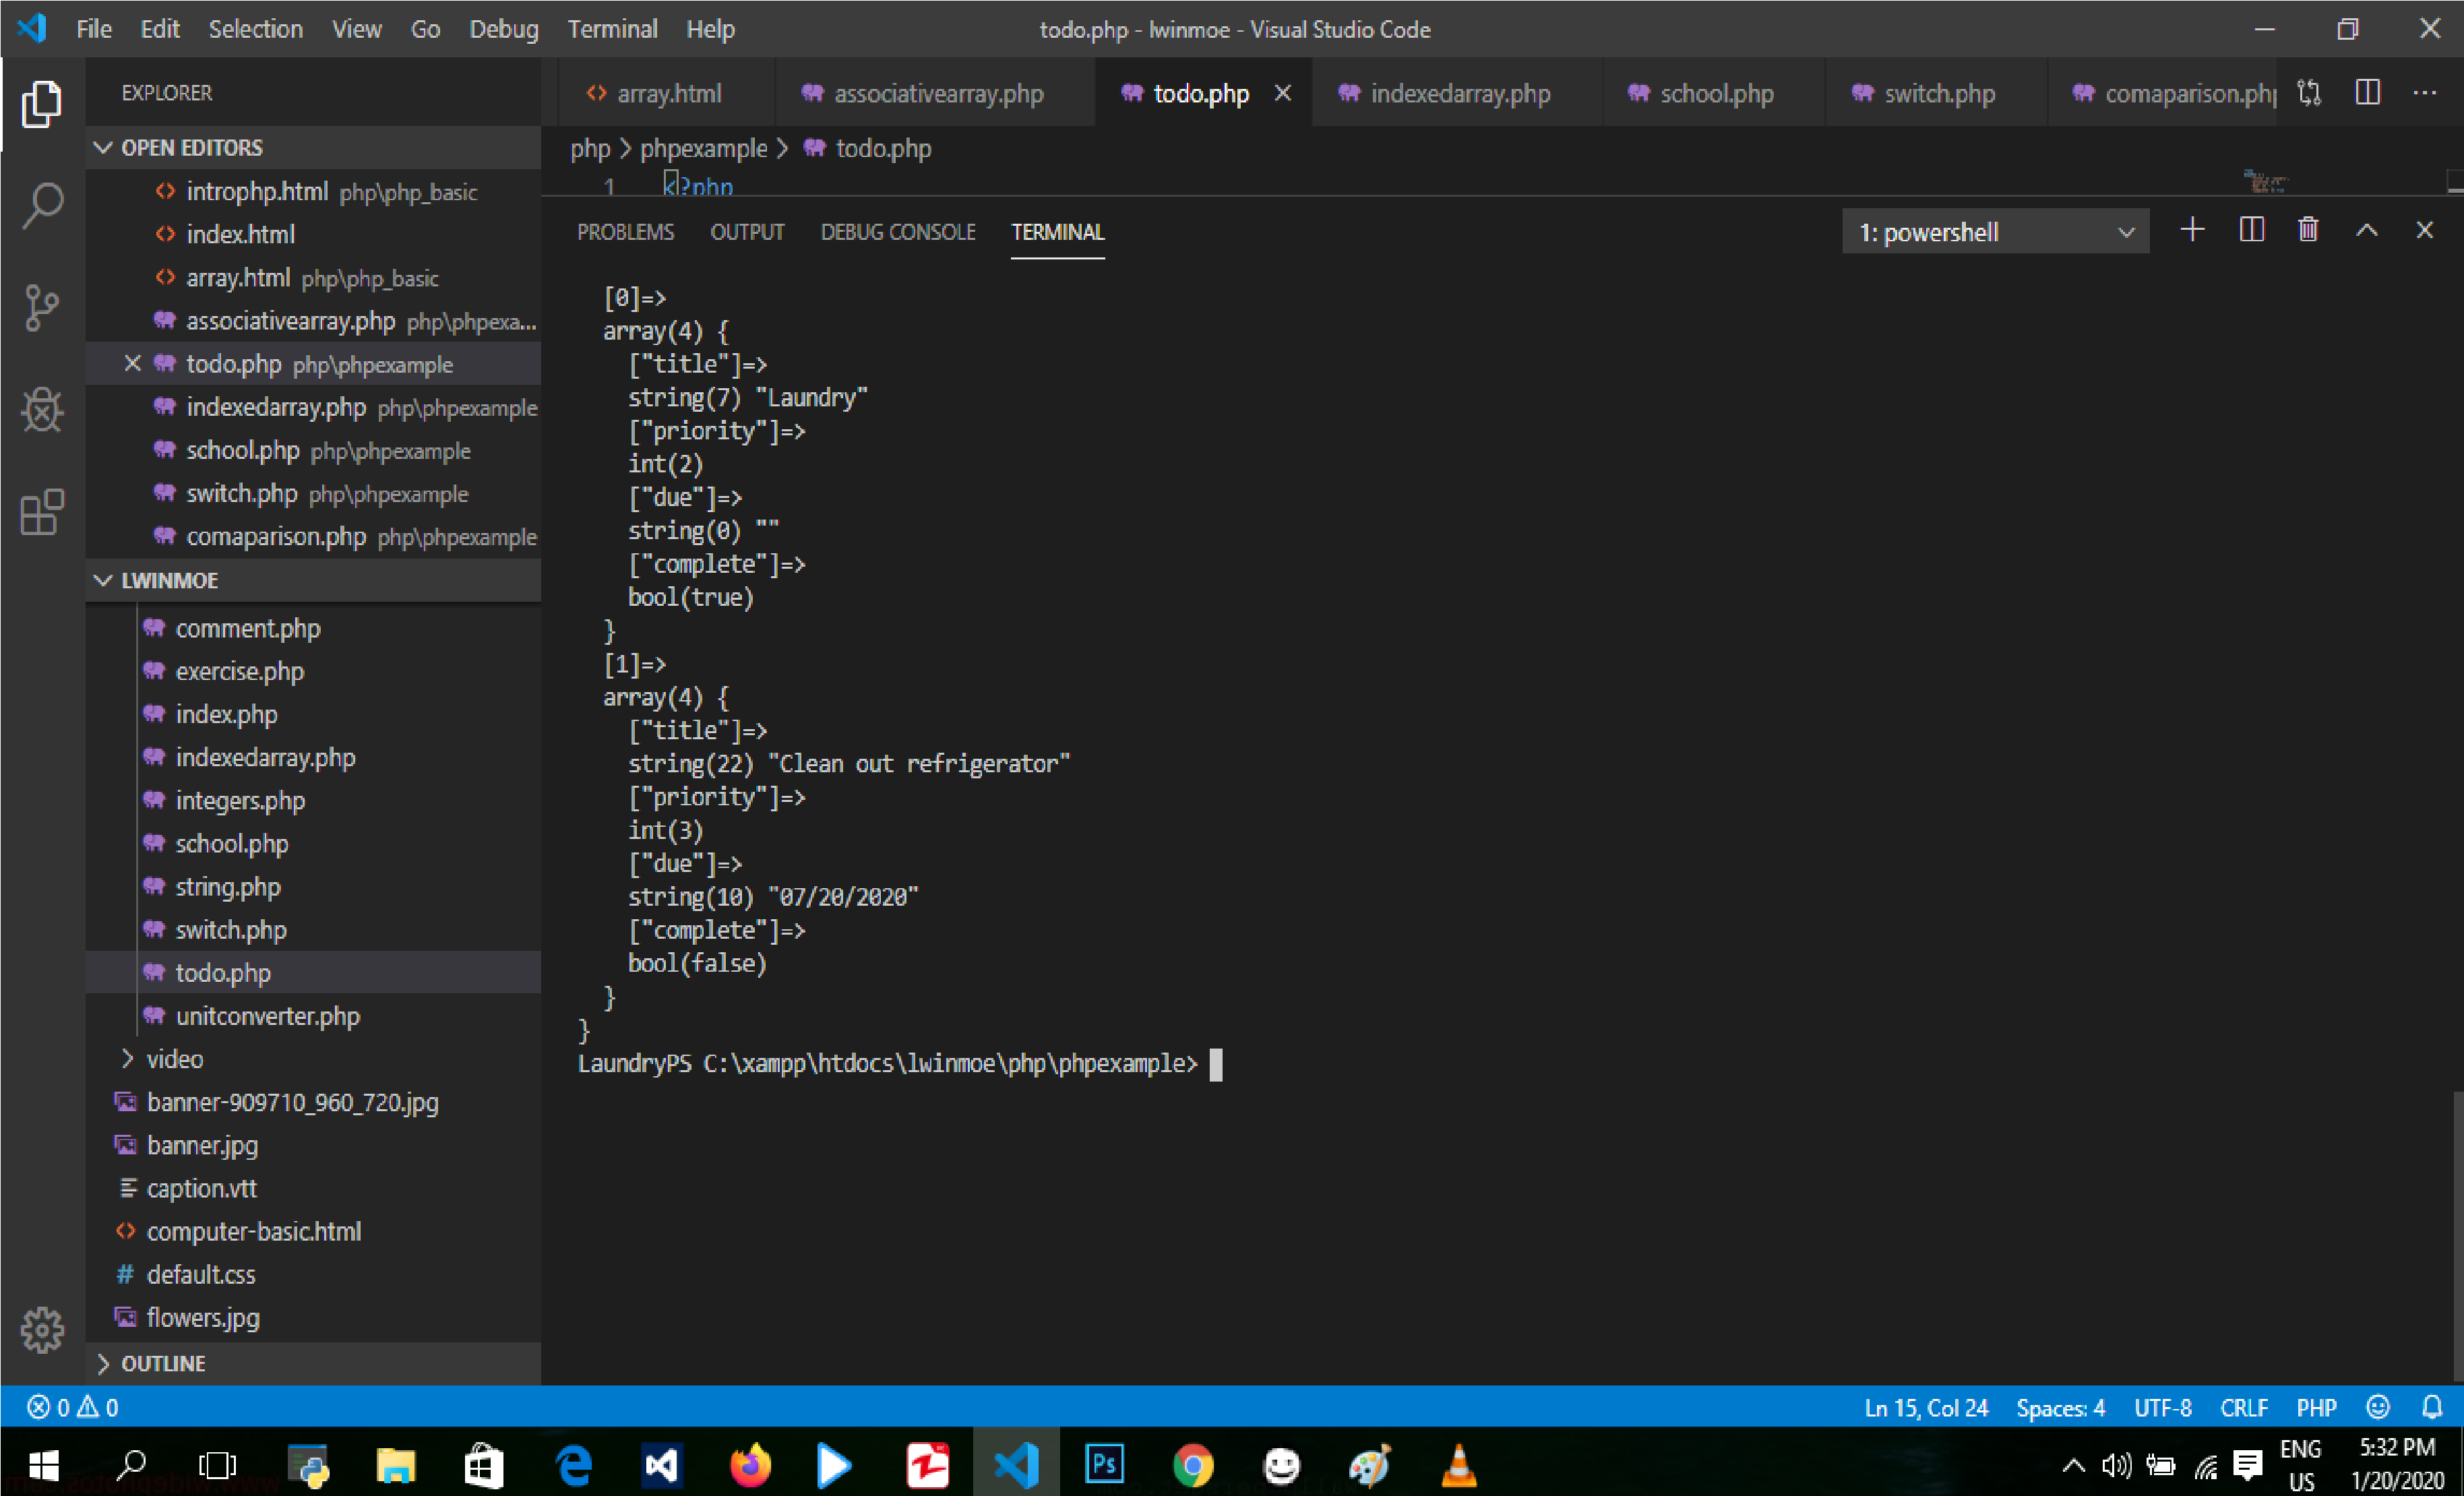 File Edit Selection View Go Debug Terminal Help
todo.php - lwinmoe - Visual Studio Code
EXPLORER
array.html
associativearray.php
todo.php
indexedarray.php
school.php
switch.php
comaparison.php
OPEN EDITORS
introphp.html php\php_basic
index.html
array.html php\php_basic
associativearray.php php\phpexa...
todo.php php\phpexample
indexedarray.php php\phpexample
school.php php\phpexample
switch.php php\phpexample
comaparison.php php\phpexample
LWINMOE
comment.php
exercise.php
index.php
indexedarray.php
integers.php
school.php
string.php
switch.php
todo.php
unitconverter.php
video
banner-909710_960_720.jpg
banner.jpg
caption.vtt
computer-basic.html
default.css
flowers.jpg
OUTLINE
php > phpexample > todo.php
1 <?php
PROBLEMS OUTPUT DEBUG CONSOLE TERMINAL
1: powershell
[0]=>
array(4) {
["title"]=>
string(7) "Laundry"
["priority"]=>
int(2)
["due"]=>
string(0) ""
["complete"]=>
bool(true)
}
[1]=>
array(4) {
["title"]=>
string(22) "Clean out refrigerator"
["priority"]=>
int(3)
["due"]=>
string(10) "07/20/2020"
["complete"]=>
bool(false)
}
}
LaundryPS C:\xampp\htdocs\lwinmoe\php\phpexample>
0 0
Ln 15, Col 24 Spaces: 4 UTF-8 CRLF PHP
Ps
ENG
US
5:32 PM
1/20/2020